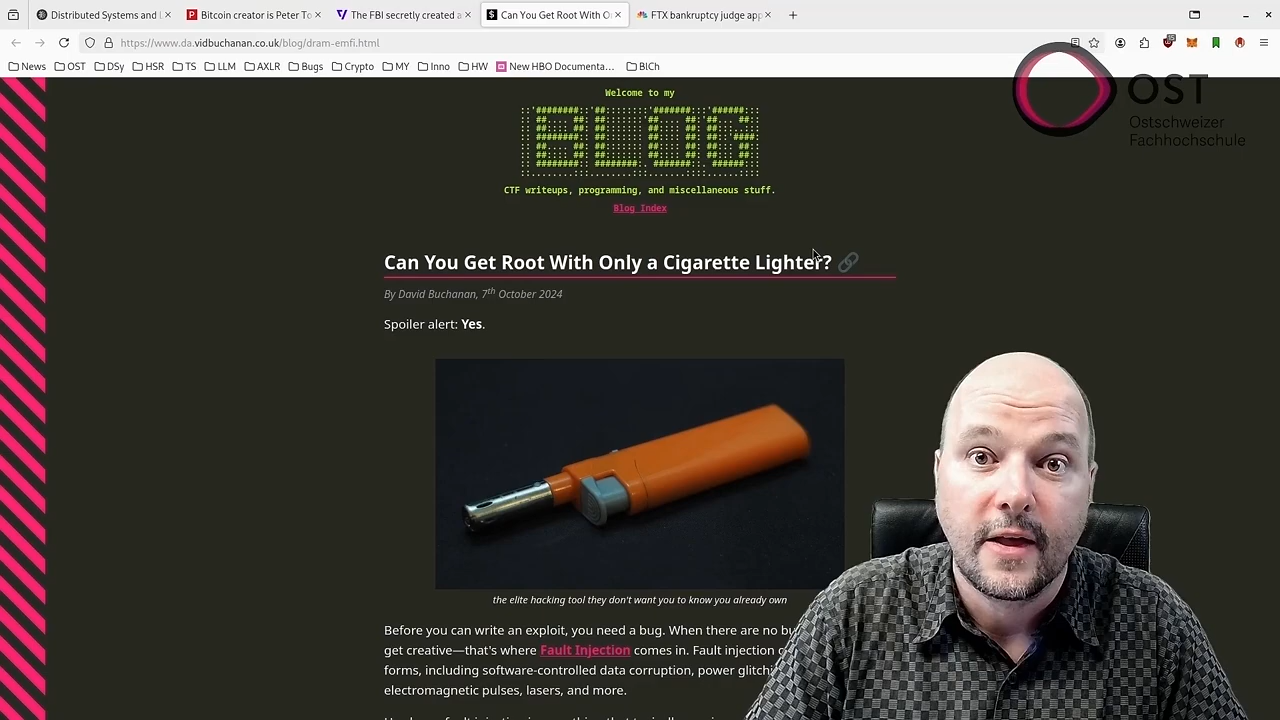 Distributed Systems and
Bitcoin creator is Peter To
The FBI secretly created a
Can You Get Root With O
FTX bankruptcy judge app
https://www.da.vidbuchanan.co.uk/blog/dram-emfi.html
News OST DSy HSR TS LLM AXLR Bugs Crypto MY Inno HW New HBO Documenta... BlCh
OST
Ostschweizer
Fachhochschule
Welcome to my
BLOG
CTF writeups, programming, and miscellaneous stuff.
Blog Index
Can You Get Root With Only a Cigarette Lighter?
By David Buchanan, 7th October 2024
Spoiler alert: Yes.
the elite hacking tool they don't want you to know you already own
Before you can write an exploit, you need a bug. When there are no bu
get creative—that's where Fault Injection comes in. Fault injection c
forms, including software-controlled data corruption, power glitchi
electromagnetic pulses, lasers, and more.